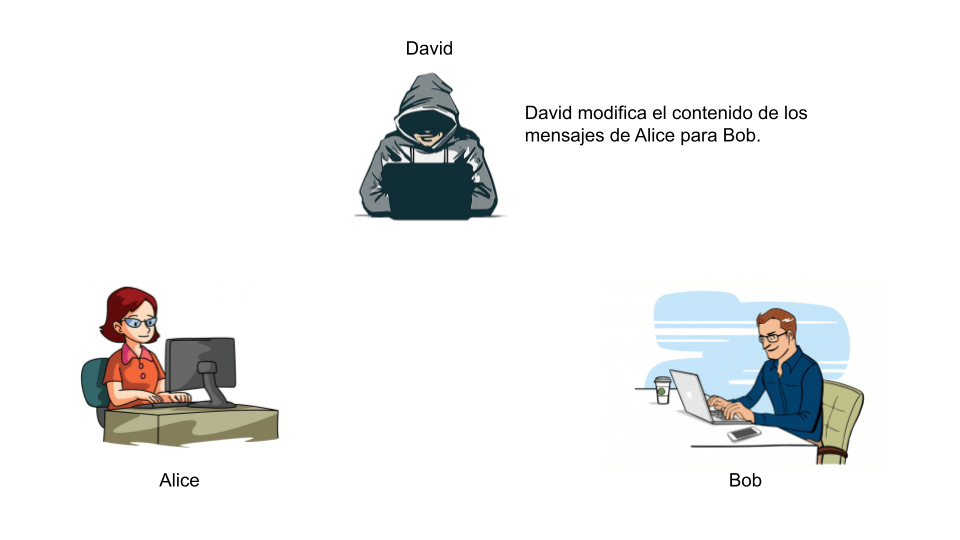 David
David modifica el contenido de los
mensajes de Alice para Bob.
Alice
Bob